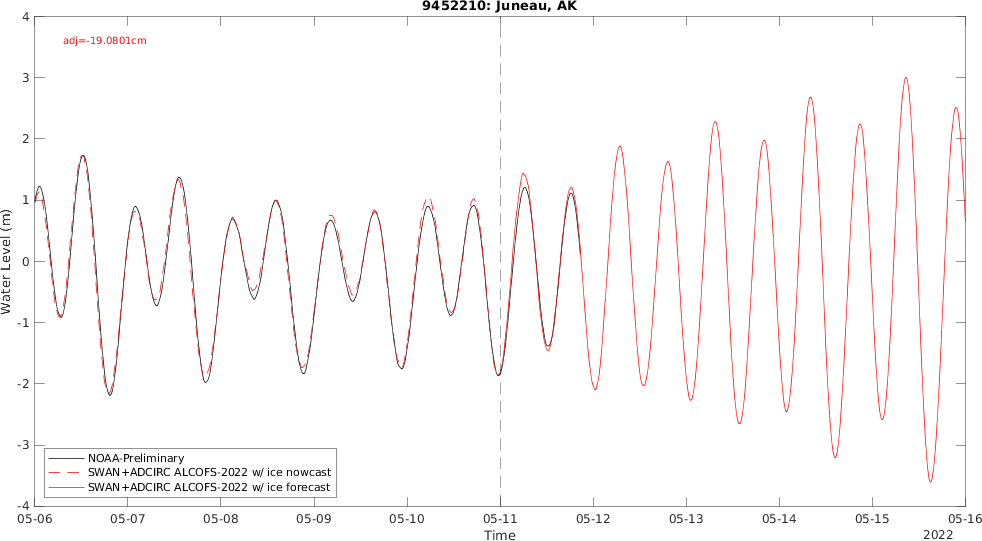 9452210: Juneau, AK
adj=-19.0801cm
Water Level (m)
4
3
2
1
0
-1
-2
-3
-4
NOAA-Preliminary
SWAN+ADCIRC ALCOFS-2022 w/ ice nowcast
SWAN+ADCIRC ALCOFS-2022 w/ ice forecast
05-06 05-07 05-08 05-09 05-10 05-11 05-12 05-13 05-14 05-15 05-16
Time
2022